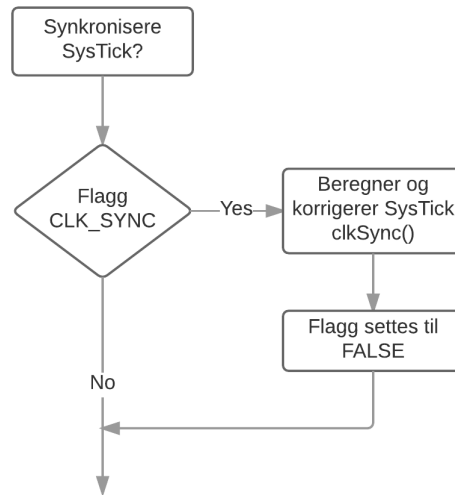 Synkronisere
SysTick?
Flagg
CLK_SYNC
Yes
Beregner og
korrigerer SysTick
clkSync()
Flagg settes til
FALSE
No